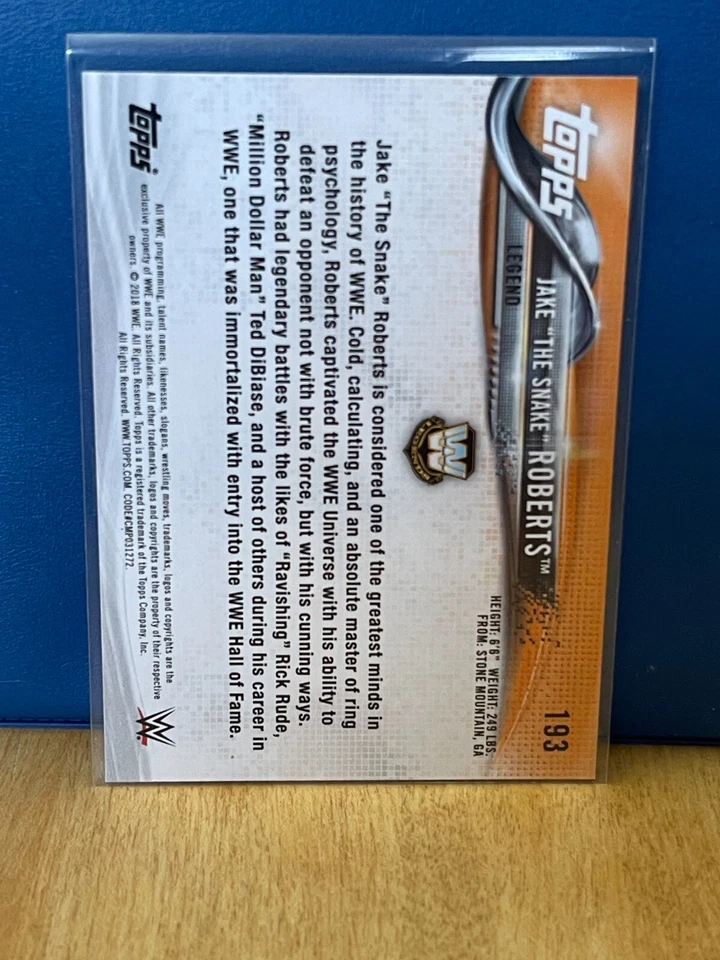 topps
193
JAKE "THE SNAKE" ROBERTS™
LEGEND
HEIGHT: 6'6" WEIGHT: 249 LBS.
FROM: STONE MOUNTAIN, GA
W
Jake "The Snake" Roberts is considered one of the greatest minds in
the history of WWE. Cold, calculating, and an absolute master of ring
psychology, Roberts captivated the WWE Universe with his ability to
defeat an opponent not with brute force, but with his cunning ways.
Roberts had legendary battles with the likes of "Ravishing" Rick Rude,
"Million Dollar Man" Ted DiBiase, and a host of others during his career in
WWE, one that was immortalized with entry into the WWE Hall of Fame.
topps®
All WWE programming, talent names, likenesses, slogans, wrestling moves, trademarks, logos and copyrights are the
exclusive property of WWE and its subsidiaries. All other trademarks, logos and copyrights are the property of their respective
owners. © 2018 WWE. All Rights Reserved. Topps is a registered trademark of the Topps Company, Inc.
All Rights Reserved. WWW.TOPPS.COM. CODE#CMP031272.
W